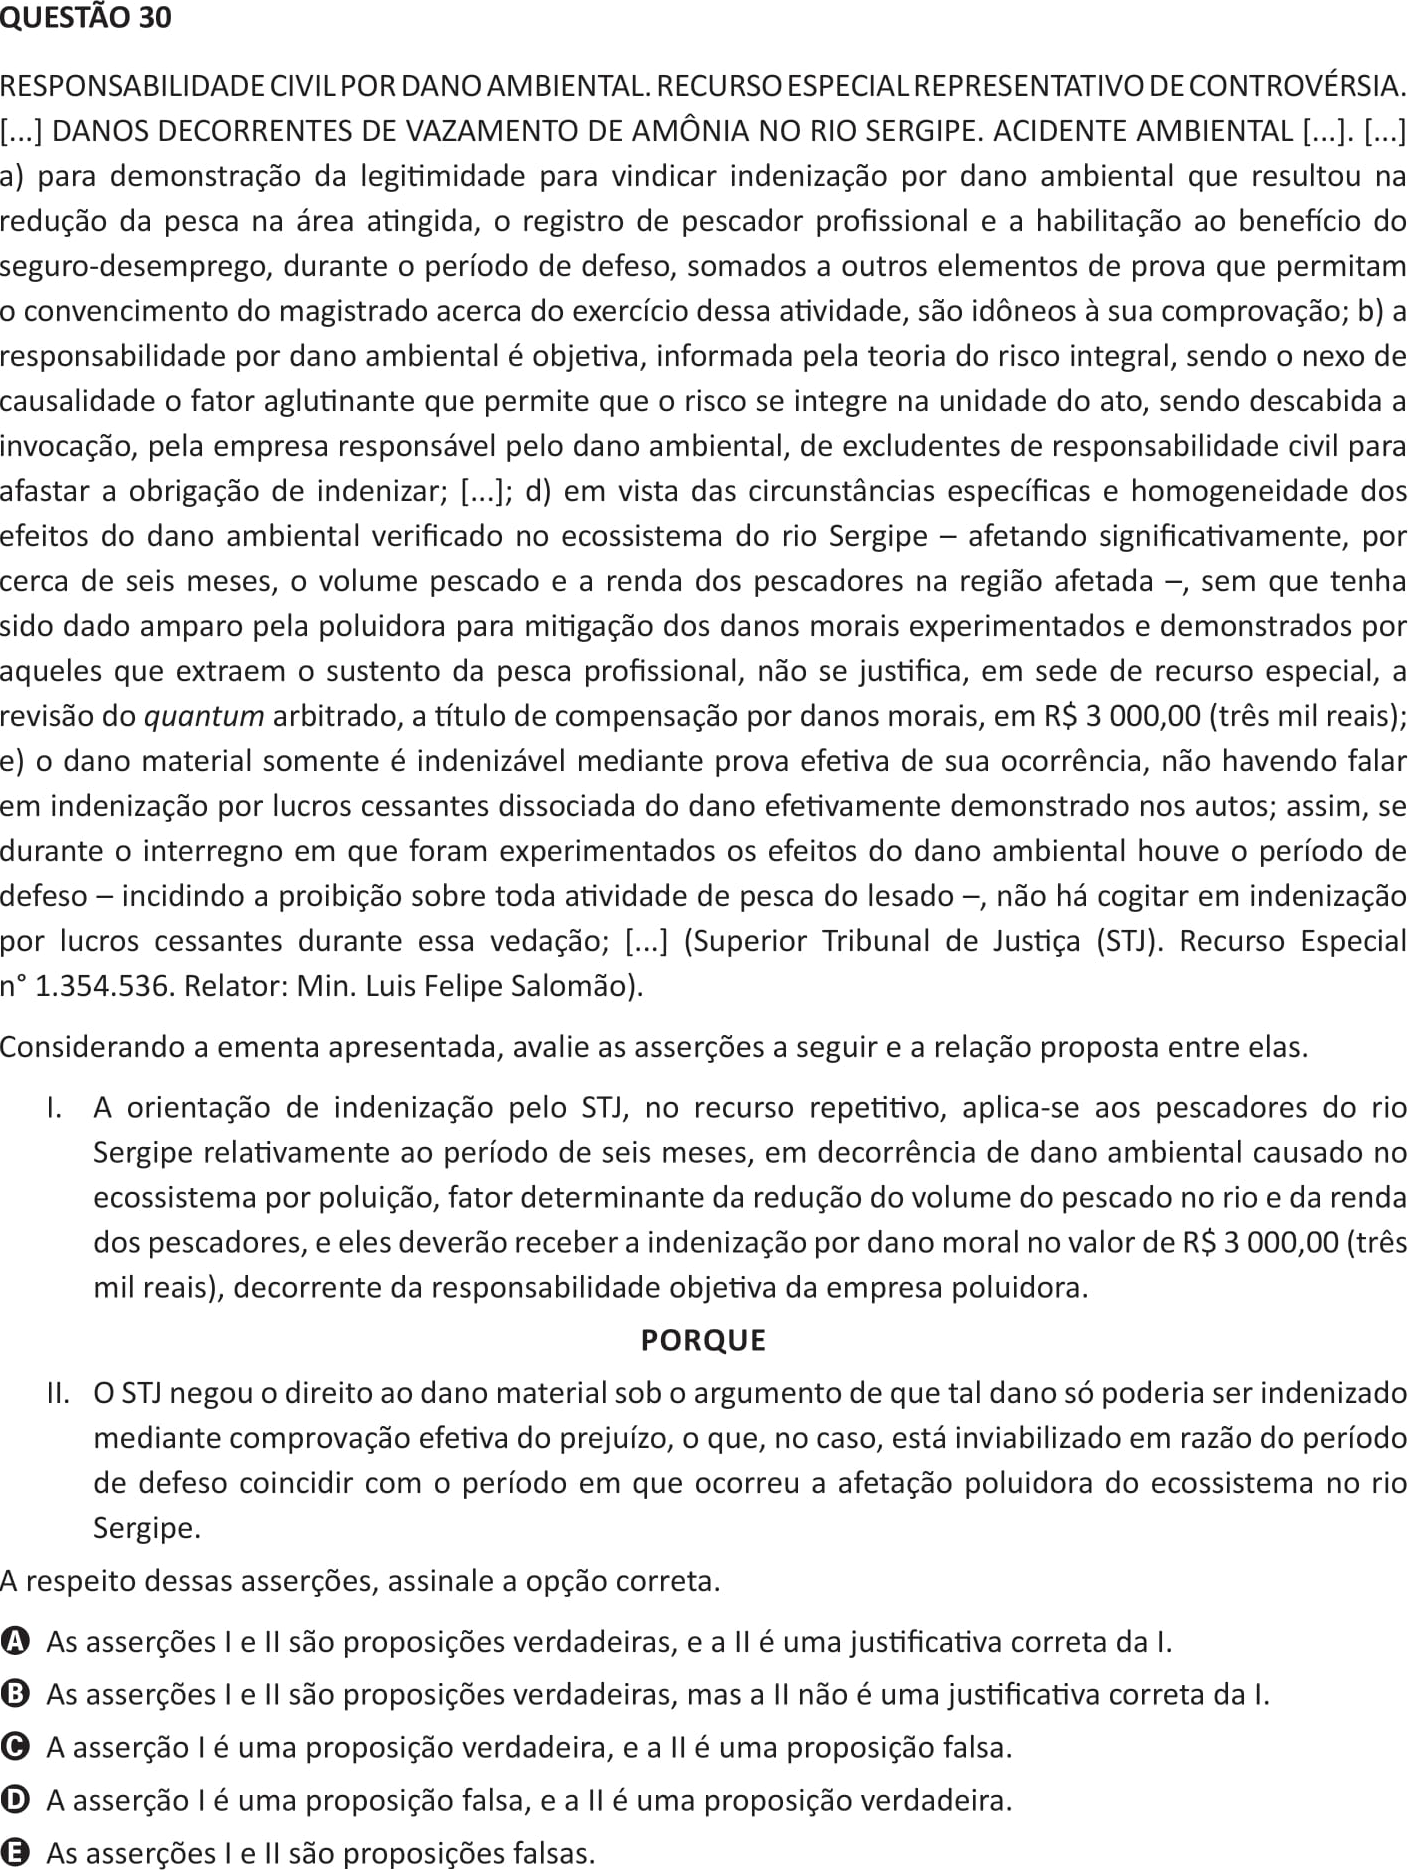 QUESTÃO 30
RESPONSABILIDADE CIVIL POR DANO AMBIENTAL. RECURSO ESPECIAL REPRESENTATIVO DE CONTROVÉRSIA.
[...] DANOS DECORRENTES DE VAZAMENTO DE AMÔNIA NO RIO SERGIPE. ACIDENTE AMBIENTAL [...]. [...]
a) para demonstração da legitimidade para vindicar indenização por dano ambiental que resultou na
redução da pesca na área atingida, o registro de pescador profissional e a habilitação ao benefício do
seguro-desemprego, durante o período de defeso, somados a outros elementos de prova que permitam
o convencimento do magistrado acerca do exercício dessa atividade, são idôneos à sua comprovação; b) a
responsabilidade por dano ambiental é objetiva, informada pela teoria do risco integral, sendo o nexo de
causalidade o fator aglutinante que permite que o risco se integre na unidade do ato, sendo descabida a
invocação, pela empresa responsável pelo dano ambiental, de excludentes de responsabilidade civil para
afastar a obrigação de indenizar; [...]; d) em vista das circunstâncias específicas e homogeneidade dos
efeitos do dano ambiental verificado no ecossistema do rio Sergipe – afetando significativamente, por
cerca de seis meses, o volume pescado e a renda dos pescadores na região afetada –, sem que tenha
sido dado amparo pela poluidora para mitigação dos danos morais experimentados e demonstrados por
aqueles que extraem o sustento da pesca profissional, não se justifica, em sede de recurso especial, a
revisão do quantum arbitrado, a título de compensação por danos morais, em R$ 3 000,00 (três mil reais);
e) o dano material somente é indenizável mediante prova efetiva de sua ocorrência, não havendo falar
em indenização por lucros cessantes dissociada do dano efetivamente demonstrado nos autos; assim, se
durante o interregno em que foram experimentados os efeitos do dano ambiental houve o período de
defeso – incidindo a proibição sobre toda atividade de pesca do lesado –, não há cogitar em indenização
por lucros cessantes durante essa vedação; [...] (Superior Tribunal de Justiça (STJ). Recurso Especial
n° 1.354.536. Relator: Min. Luis Felipe Salomão).
Considerando a ementa apresentada, avalie as asserções a seguir e a relação proposta entre elas.
I. A orientação de indenização pelo STJ, no recurso repetitivo, aplica-se aos pescadores do rio
Sergipe relativamente ao período de seis meses, em decorrência de dano ambiental causado no
ecossistema por poluição, fator determinante da redução do volume do pescado no rio e da renda
dos pescadores, e eles deverão receber a indenização por dano moral no valor de R$ 3 000,00 (três
mil reais), decorrente da responsabilidade objetiva da empresa poluidora.
PORQUE
II. O STJ negou o direito ao dano material sob o argumento de que tal dano só poderia ser indenizado
mediante comprovação efetiva do prejuízo, o que, no caso, está inviabilizado em razão do período
de defeso coincidir com o período em que ocorreu a afetação poluidora do ecossistema no rio
Sergipe.
A respeito dessas asserções, assinale a opção correta.
A As asserções I e II são proposições verdadeiras, e a II é uma justificativa correta da I.
B As asserções I e II são proposições verdadeiras, mas a II não é uma justificativa correta da I.
C A asserção I é uma proposição verdadeira, e a II é uma proposição falsa.
D A asserção I é uma proposição falsa, e a II é uma proposição verdadeira.
E As asserções I e II são proposições falsas.